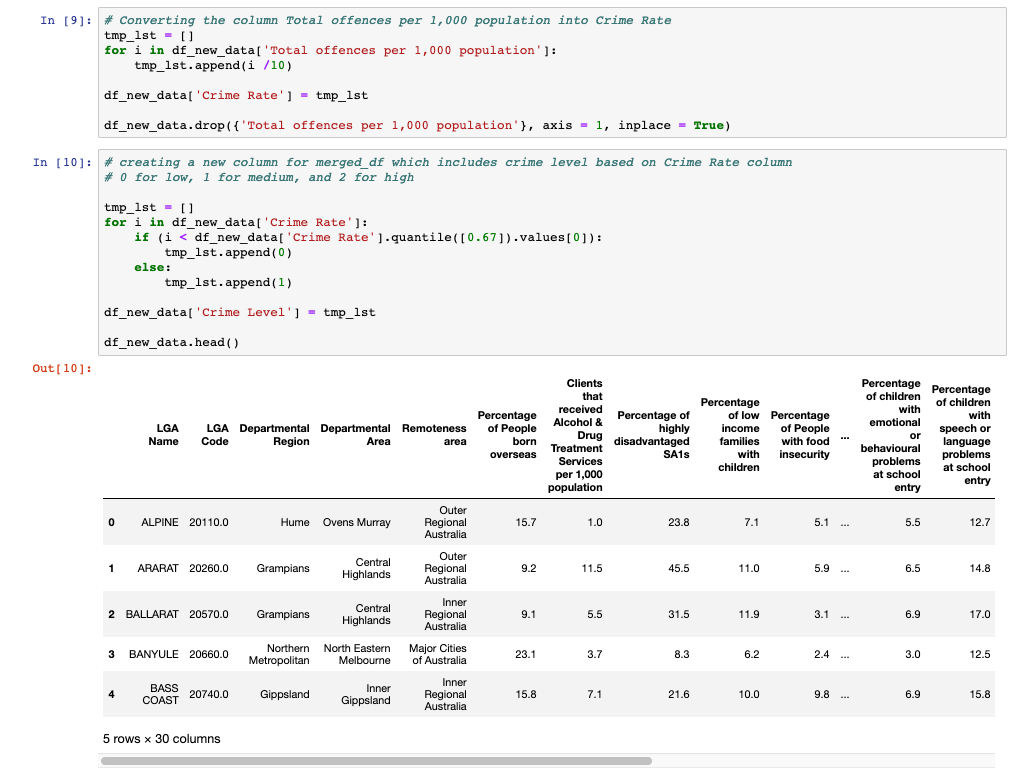 In [9]:
# Converting the column Total offences per 1,000 population into Crime Rate
tmp_lst = []
for i in df_new_data['Total offences per 1,000 population']:
    tmp_lst.append(i /10)

df_new_data['Crime Rate'] = tmp_lst

df_new_data.drop({'Total offences per 1,000 population'}, axis = 1, inplace = True)

In [10]:
# creating a new column for merged_df which includes crime level based on Crime Rate column
# 0 for low, 1 for medium, and 2 for high

tmp_lst = []
for i in df_new_data['Crime Rate']:
    if (i < df_new_data['Crime Rate'].quantile([0.67]).values[0]):
        tmp_lst.append(0)
    else:
        tmp_lst.append(1)

df_new_data['Crime Level'] = tmp_lst

df_new_data.head()

Out[10]:
LGA
Name
LGA
Code
Departmental
Region
Departmental
Area
Remoteness
area
Percentage
of People
born
overseas
Clients
that
received
Alcohol &
Drug
Treatment
Services
per 1,000
population
Percentage of
highly
disadvantaged
SA1s
Percentage
of low
income
families
with
children
Percentage
of People
with food
insecurity
...
Percentage
of children
with
emotional
or
behavioural
problems
at school
entry
Percentage
of children
with
speech or
language
problems
at school
entry
0 ALPINE 20110.0 Hume Ovens Murray
Outer
Regional
Australia
15.7 1.0 23.8 7.1 5.1 ... 5.5 12.7
1 ARARAT 20260.0 Grampians
Central
Highlands
Outer
Regional
Australia
9.2 11.5 45.5 11.0 5.9 ... 6.5 14.8
2 BALLARAT 20570.0 Grampians
Central
Highlands
Inner
Regional
Australia
9.1 5.5 31.5 11.9 3.1 ... 6.9 17.0
3 BANYULE 20660.0
Northern
Metropolitan
North Eastern
Melbourne
Major Cities
of Australia
23.1 3.7 8.3 6.2 2.4 ... 3.0 12.5
4
BASS
COAST
20740.0 Gippsland
Inner
Gippsland
Inner
Regional
Australia
15.8 7.1 21.6 10.0 9.8 ... 6.9 15.8
5 rows × 30 columns